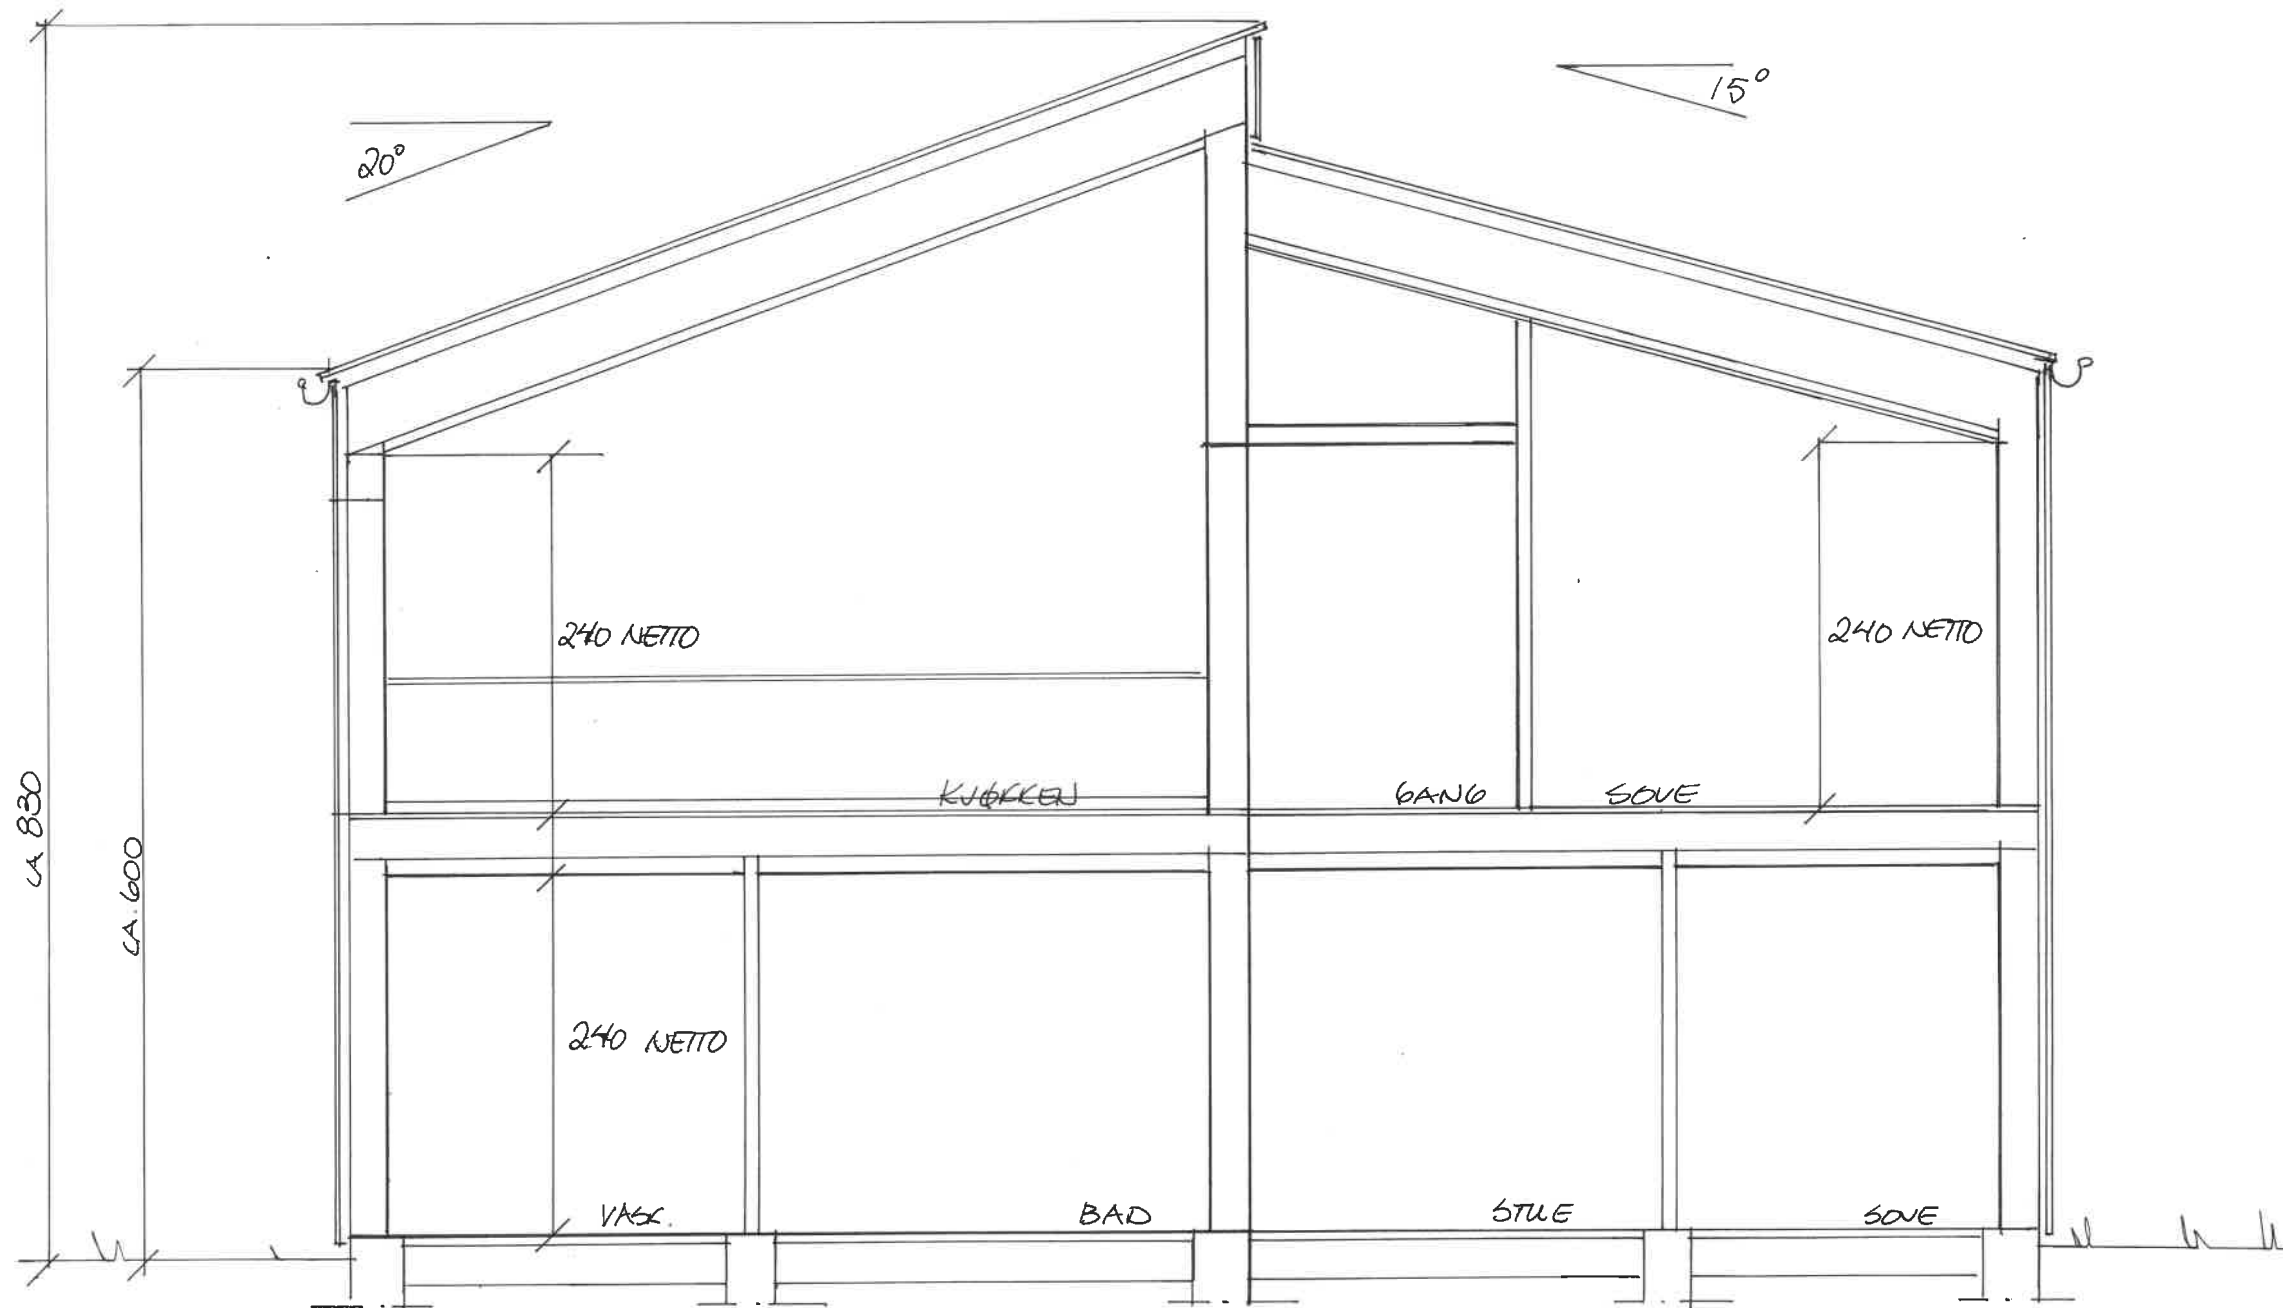 15°
20°
240 NETTO
240 NETTO
KJØKKEN
GANG
SOVE
CA 830
CA. 600
240 NETTO
VASK.
BAD
STUE
SOVE